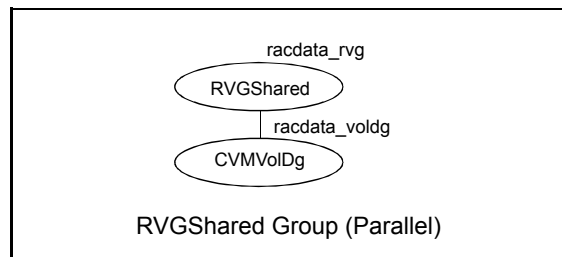 racdata_rvg
RVGShared
racdata_voldg
CVMVolDg
RVGShared Group (Parallel)